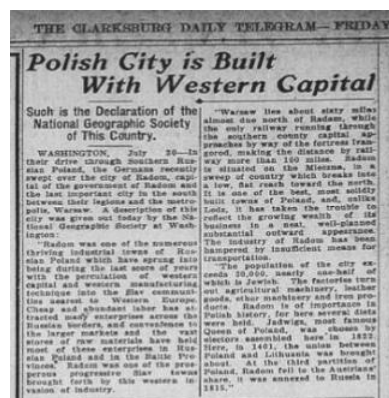 THE CLARKSBURG DAILY TELEGRAM—FRIDAY
Polish City is Built
With Western Capital
Such is the Declaration of the
National Geographic Society
of This Country.
WASHINGTON, July 30—In
their drive through Southern Rus-
sian Poland, the Germans recently
swept over the city of Radom, capi-
tal of the government of Radom and
the last important city in the south
between their legions and the metro-
polis, Warsaw. A description of this
city was given out today by the Na-
tional Geographic Society at Wash-
ington:
"Radom was one of the numerous
thriving industrial towns of Rus-
sian Poland which have sprung into
being during the last score of years
with the percolation of western
capital and western manufacturing
technique into the Slav communi-
ties nearest to Western Europe.
Cheap and abundant labor has at-
tracted many enterprises across the
Russian borders, and convenience to
the larger markets and the vast
stores of raw materials have held
most of these enterprises in Rus-
sian Poland and in the Baltic Pro-
vinces. Radom was one of the pros-
perous progressive Slav towns
brought forth by this western in-
vasion of industry.
"Warsaw lies about sixty miles
almost due north of Radom, while
the only railway running through
the southern county capital ap-
proaches by way of the fortress Ivan-
grod, making the distance by rail-
way more than 100 miles. Radom
is situated on the Mleczna, in a
sweep of country which breaks into
a low, flat reach toward the north.
It is one of the best, most solidly
built towns of Poland, and, unlike
Lodz, it has taken the trouble to
reflect the growing wealth of its
business in a neat, well-planned
substantial outward appearance.
The industry of Radom has been
hampered by insufficient means for
transportation.
"The population of the city ex-
ceeds 30,000, nearly one-half of
which is Jewish. The factories turn
out agricultural machinery, leather
goods, other machinery and iron pro-
ducts. Radom is of importance in
Polish history, for here several diets
were held. Jadwiga, most famous
Queen of Poland, was chosen by
electors assembled here in 1382.
Here, in 1401, the union between
Poland and Lithuania was brought
about. At the third partition of
Poland, Radom fell to the Austrians'
share, it was annexed to Russia in
1815."